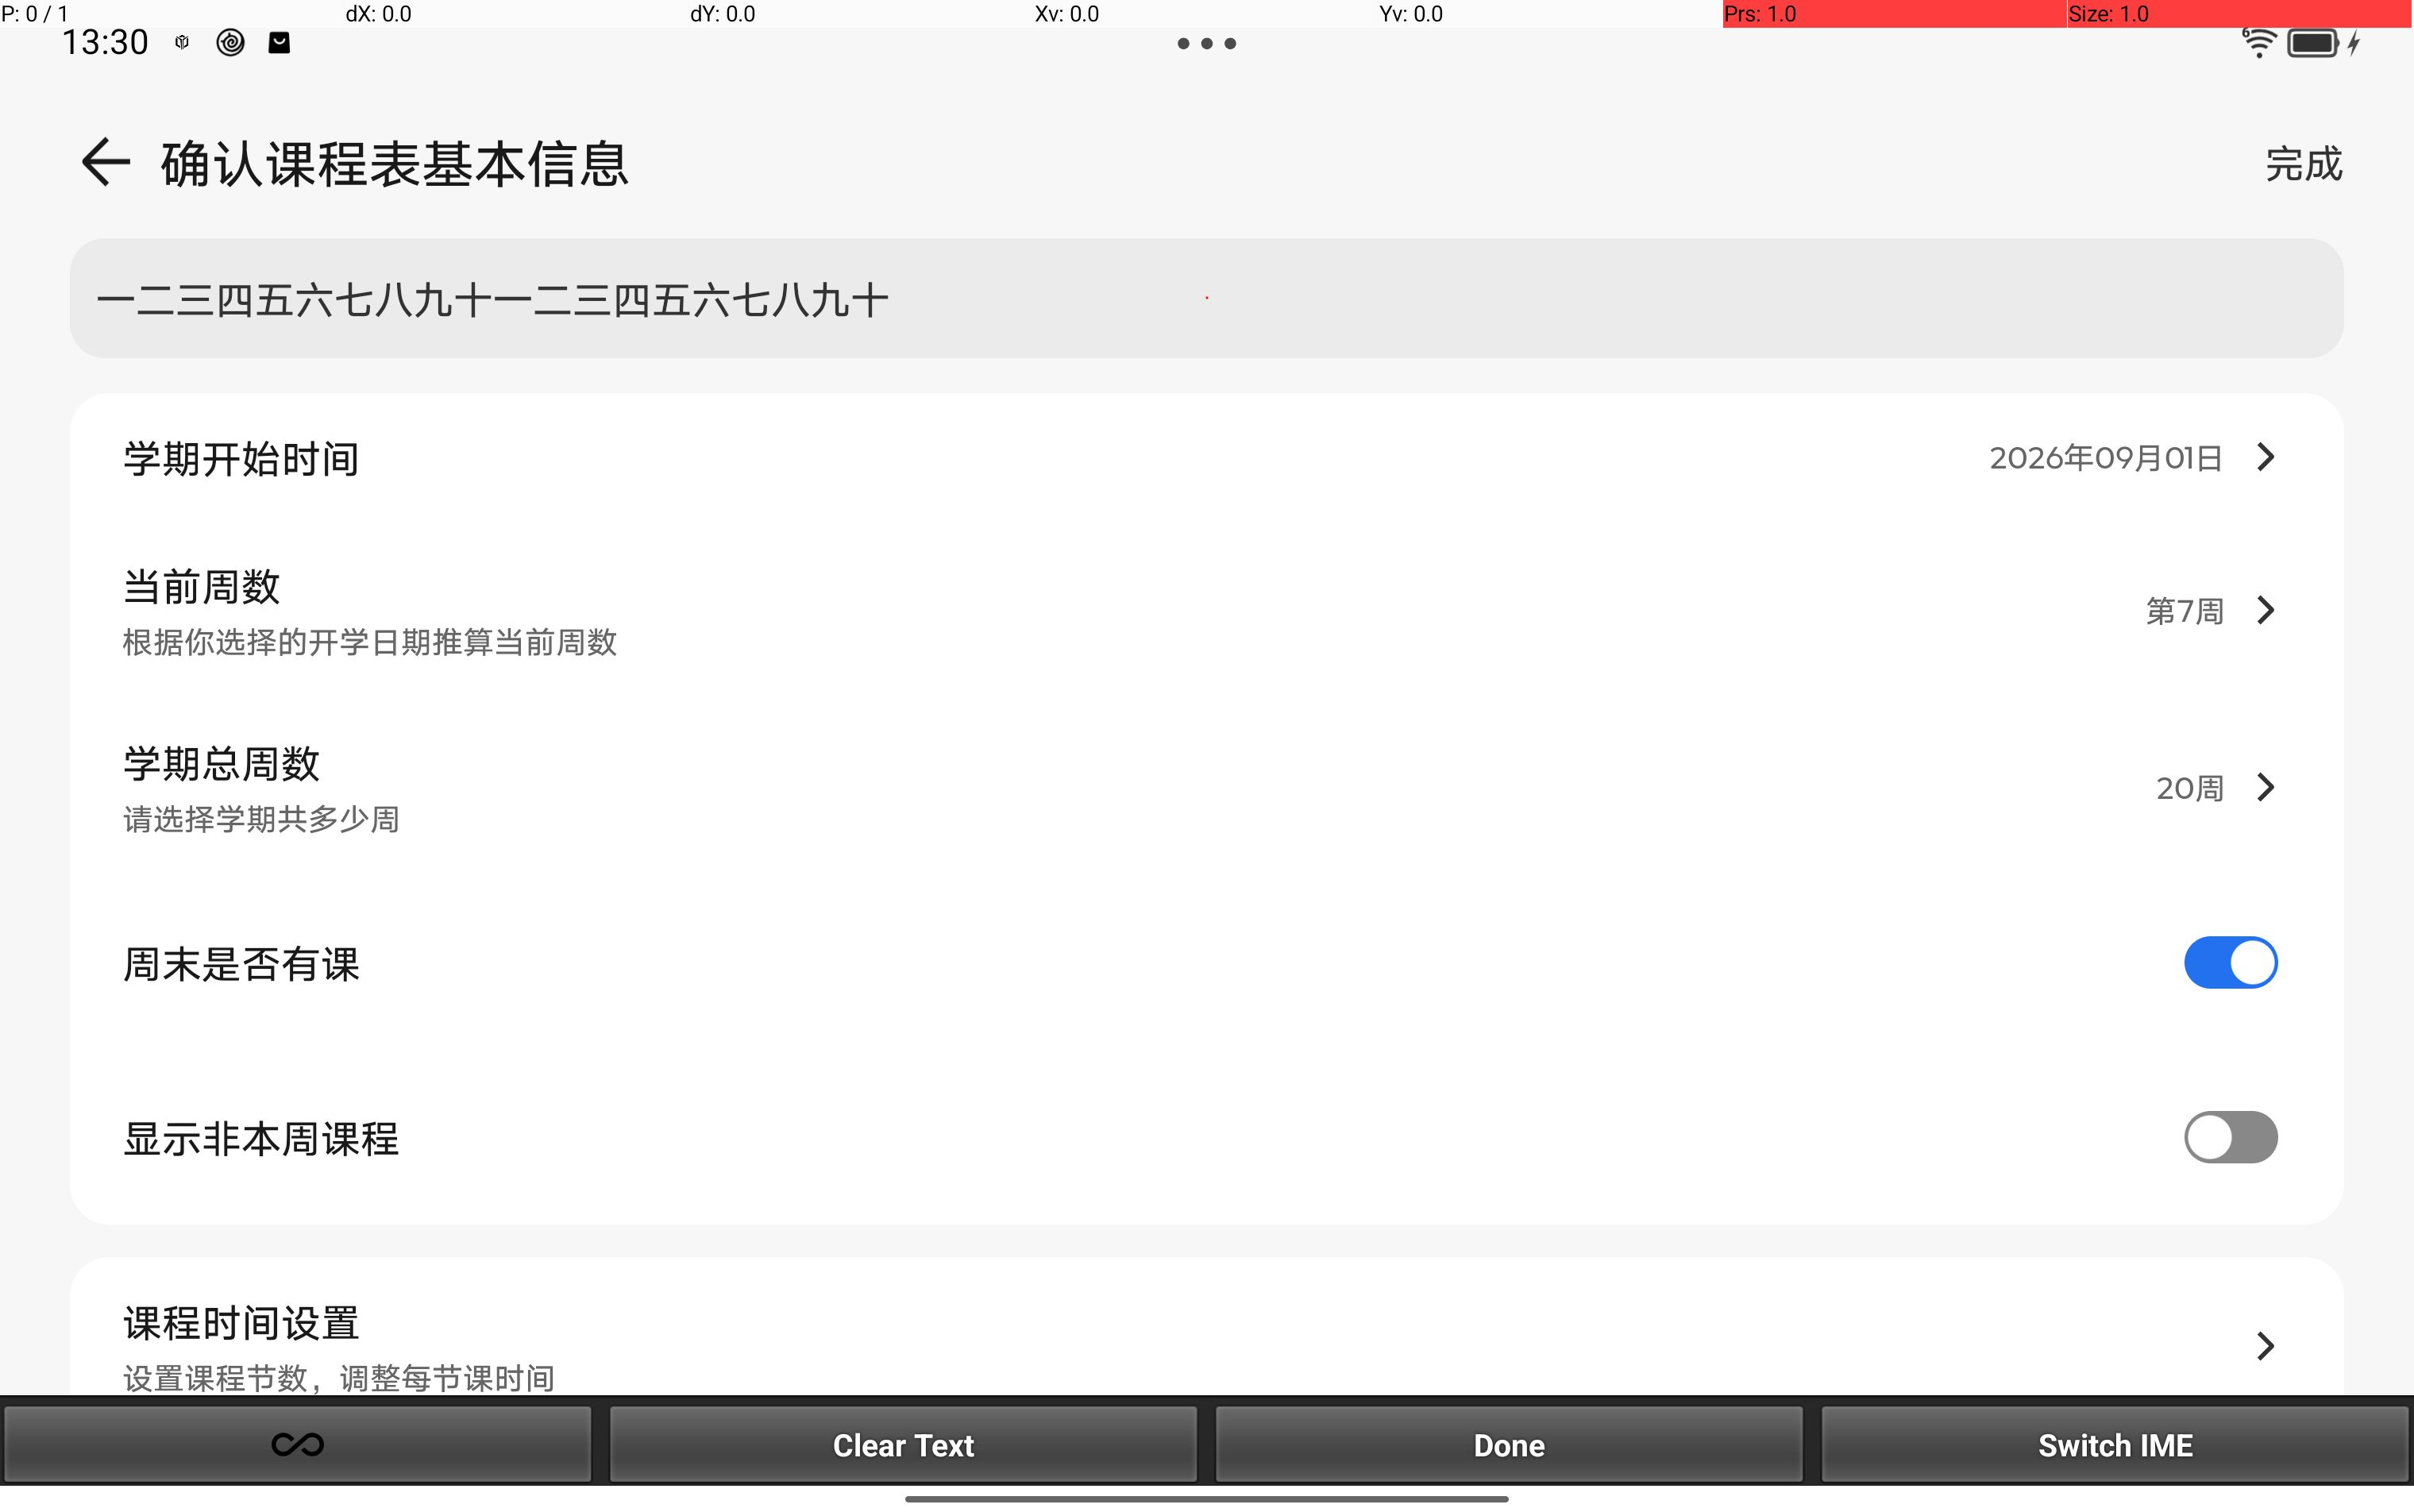 P: 0 / 1 dX: 0.0 dY: 0.0 Xv: 0.0 Yv: 0.0 Prs: 1.0 Size: 1.0
13:30 6
确认课程表基本信息 完成
一二三四五六七八九十一二三四五六七八九十
学期开始时间 2026年09月01日
当前周数 第7周
根据你选择的开学日期推算当前周数
学期总周数 20周
请选择学期共多少周
周末是否有课
显示非本周课程
课程时间设置
设置课程节数，调整每节课时间
Clear Text Done Switch IME